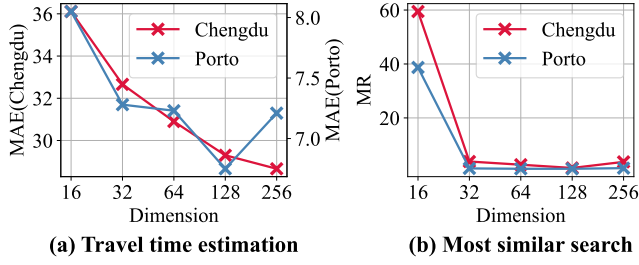 MAE(Chengdu)
36
34
32
30
16
32
64
128
256
Dimension
8.0
7.5
7.0
MAE(Porto)
Chengdu
Porto
(a) Travel time estimation
MR
60
40
20
16
32
64
128
256
Dimension
Chengdu
Porto
(b) Most similar search